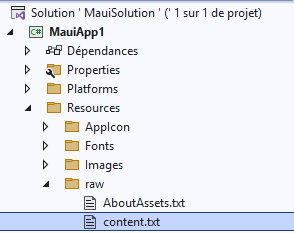 Solution ' MauiSolution ' (' 1 sur 1 de projet)
C# MauiApp1
Dépendances
Properties
Platforms
Resources
AppIcon
Fonts
Images
raw
AboutAssets.txt
content.txt